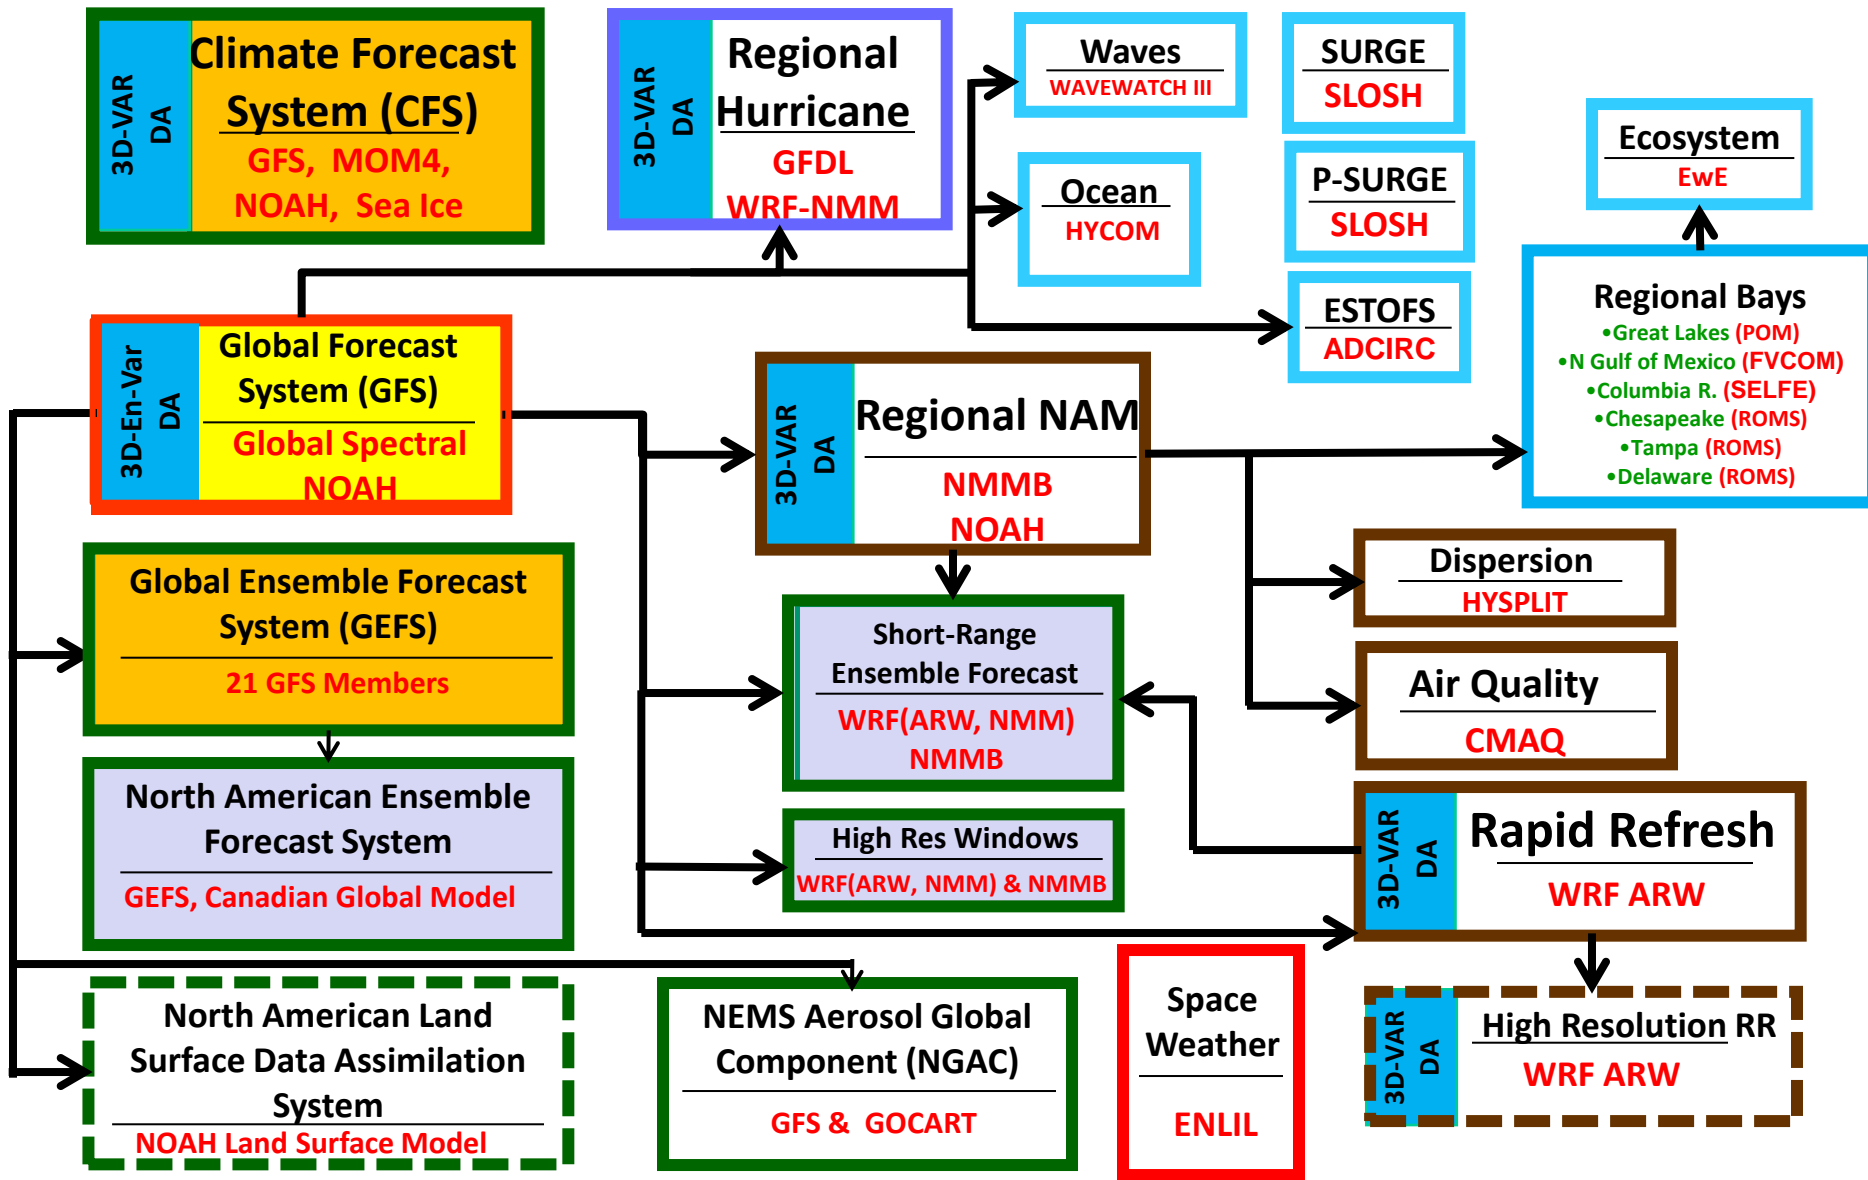 3D-VAR
DA
Climate Forecast
System (CFS)
GFS, MOM4,
NOAH, Sea Ice
3D-VAR
DA
Regional
Hurricane
GFDL
WRF-NMM
Waves
WAVEWATCH III
SURGE
SLOSH
Ocean
HYCOM
P-SURGE
SLOSH
Ecosystem
EwE
ESTOFS
ADCIRC
Regional Bays
•Great Lakes (POM)
•N Gulf of Mexico (FVCOM)
•Columbia R. (SELFE)
•Chesapeake (ROMS)
•Tampa (ROMS)
•Delaware (ROMS)
3D-En-Var
DA
Global Forecast
System (GFS)
Global Spectral
NOAH
3D-VAR
DA
Regional NAM
NMMB
NOAH
Global Ensemble Forecast
System (GEFS)
21 GFS Members
Short-Range
Ensemble Forecast
WRF(ARW, NMM)
NMMB
Dispersion
HYSPLIT
Air Quality
CMAQ
North American Ensemble
Forecast System
GEFS, Canadian Global Model
High Res Windows
WRF(ARW, NMM) & NMMB
3D-VAR
DA
Rapid Refresh
WRF ARW
North American Land
Surface Data Assimilation
System
NOAH Land Surface Model
NEMS Aerosol Global
Component (NGAC)
GFS & GOCART
Space
Weather
ENLIL
3D-VAR
DA
High Resolution RR
WRF ARW